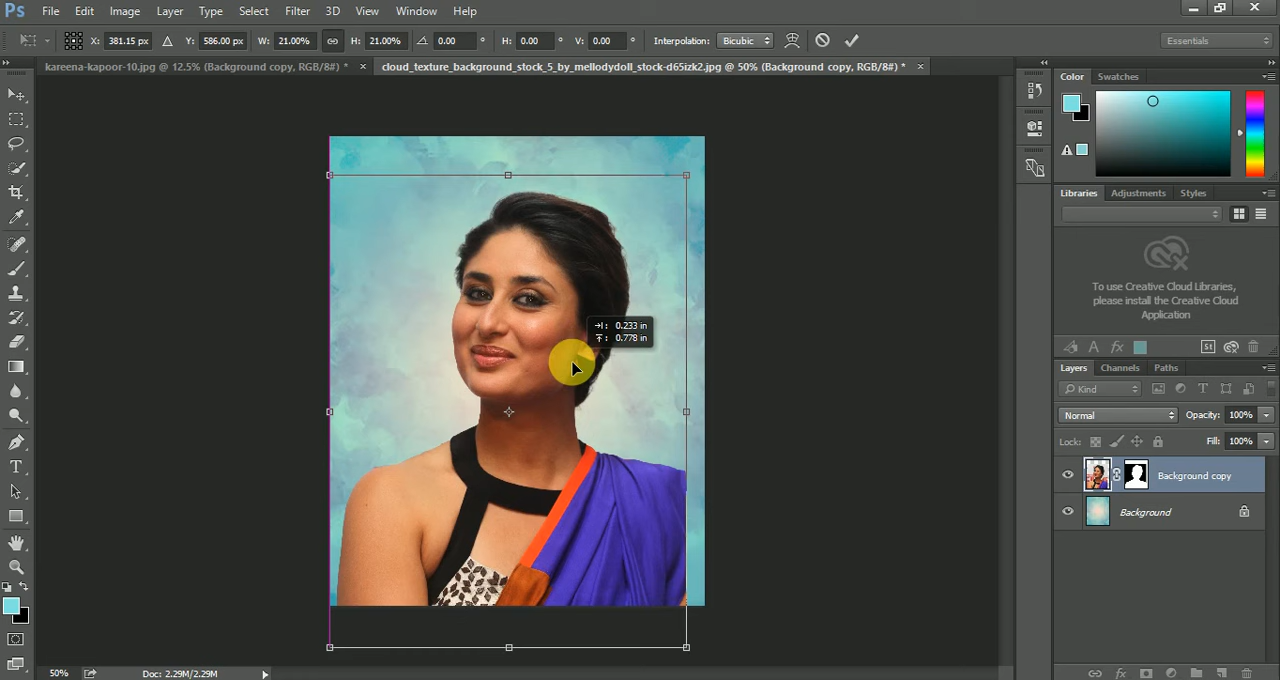 Ps File Edit Image Layer Type Select Filter 3D View Window Help
X: 381.15 px Y: 586.00 px W: 21.00% H: 21.00% 0.00 ° H: 0.00 ° V: 0.00 ° Interpolation: Bicubic Essentials
kareena-kapoor-10.jpg @ 12.5% (Background copy, RGB/8#) * × cloud_texture_background_stock_5_by_mellodydoll_stock-d65izk2.jpg @ 50% (Background copy, RGB/8#) * ×
Color Swatches
Libraries Adjustments Styles
To use Creative Cloud Libraries,
please install the Creative Cloud
Application
St
Layers Channels Paths
Kind
Normal Opacity: 100%
Lock: Fill: 100%
Background copy
Background
0.233 in
0.778 in
50% Doc: 2.29M/2.29M